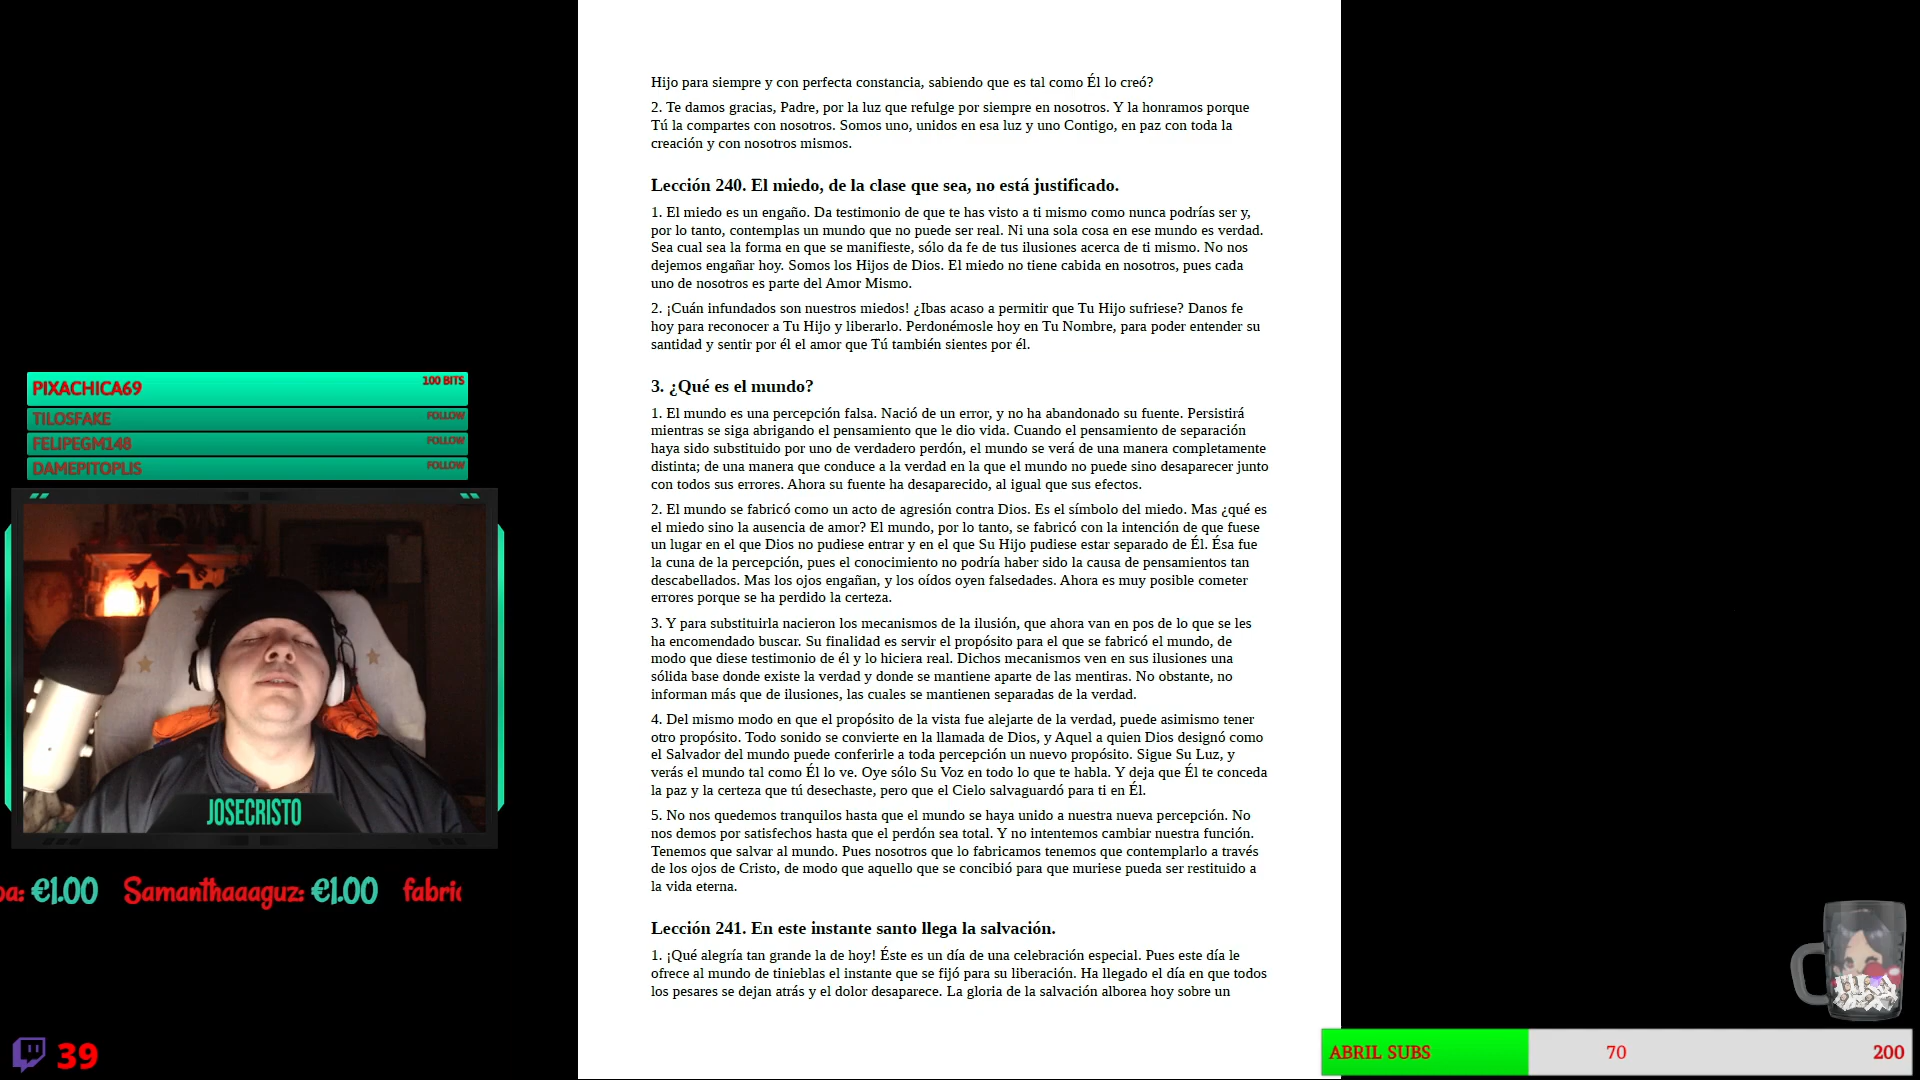 Hijo para siempre y con perfecta constancia, sabiendo que es tal como Él lo creó?
2. Te damos gracias, Padre, por la luz que refulge por siempre en nosotros. Y la honramos porque
Tú la compartes con nosotros. Somos uno, unidos en esa luz y uno Contigo, en paz con toda la
creación y con nosotros mismos.
Lección 240. El miedo, de la clase que sea, no está justificado.
1. El miedo es un engaño. Da testimonio de que te has visto a ti mismo como nunca podrías ser y,
por lo tanto, contemplas un mundo que no puede ser real. Ni una sola cosa en ese mundo es verdad.
Sea cual sea la forma en que se manifieste, sólo da fe de tus ilusiones acerca de ti mismo. No nos
dejemos engañar hoy. Somos los Hijos de Dios. El miedo no tiene cabida en nosotros, pues cada
uno de nosotros es parte del Amor Mismo.
2. ¡Cuán infundados son nuestros miedos! ¿Ibas acaso a permitir que Tu Hijo sufriese? Danos fe
hoy para reconocer a Tu Hijo y liberarlo. Perdonémosle hoy en Tu Nombre, para poder entender su
santidad y sentir por él el amor que Tú también sientes por él.
3. ¿Qué es el mundo?
1. El mundo es una percepción falsa. Nació de un error, y no ha abandonado su fuente. Persistirá
mientras se siga abrigando el pensamiento que le dio vida. Cuando el pensamiento de separación
haya sido substituido por uno de verdadero perdón, el mundo se verá de una manera completamente
distinta; de una manera que conduce a la verdad en la que el mundo no puede sino desaparecer junto
con todos sus errores. Ahora su fuente ha desaparecido, al igual que sus efectos.
2. El mundo se fabricó como un acto de agresión contra Dios. Es el símbolo del miedo. Mas ¿qué es
el miedo sino la ausencia de amor? El mundo, por lo tanto, se fabricó con la intención de que fuese
un lugar en el que Dios no pudiese entrar y en el que Su Hijo pudiese estar separado de Él. Ésa fue
la cuna de la percepción, pues el conocimiento no podría haber sido la causa de pensamientos tan
descabellados. Mas los ojos engañan, y los oídos oyen falsedades. Ahora es muy posible cometer
errores porque se ha perdido la certeza.
3. Y para substituirla nacieron los mecanismos de la ilusión, que ahora van en pos de lo que se les
ha encomendado buscar. Su finalidad es servir el propósito para el que se fabricó el mundo, de
modo que diese testimonio de él y lo hiciera real. Dichos mecanismos ven en sus ilusiones una
sólida base donde existe la verdad y donde se mantiene aparte de las mentiras. No obstante, no
informan más que de ilusiones, las cuales se mantienen separadas de la verdad.
4. Del mismo modo en que el propósito de la vista fue alejarte de la verdad, puede asimismo tener
otro propósito. Todo sonido se convierte en la llamada de Dios, y Aquel a quien Dios designó como
el Salvador del mundo puede conferirle a toda percepción un nuevo propósito. Sigue Su Luz, y
verás el mundo tal como Él lo ve. Oye sólo Su Voz en todo lo que te habla. Y deja que Él te conceda
la paz y la certeza que tú desechaste, pero que el Cielo salvaguardó para ti en Él.
5. No nos quedemos tranquilos hasta que el mundo se haya unido a nuestra nueva percepción. No
nos demos por satisfechos hasta que el perdón sea total. Y no intentemos cambiar nuestra función.
Tenemos que salvar al mundo. Pues nosotros que lo fabricamos tenemos que contemplarlo a través
de los ojos de Cristo, de modo que aquello que se concibió para que muriese pueda ser restituido a
la vida eterna.
Lección 241. En este instante santo llega la salvación.
1. ¡Qué alegría tan grande la de hoy! Éste es un día de una celebración especial. Pues este día le
ofrece al mundo de tinieblas el instante que se fijó para su liberación. Ha llegado el día en que todos
los pesares se dejan atrás y el dolor desaparece. La gloria de la salvación alborea hoy sobre un
PIXACHICA69 100 BITS
TILOSFAKE FOLLOW
FELIPEGM148 FOLLOW
DAMEPITOPLIS FOLLOW
JOSECRISTO
pa: €1.00 Samanthaaaguz: €1.00 fabric
39
ABRIL SUBS 70 200